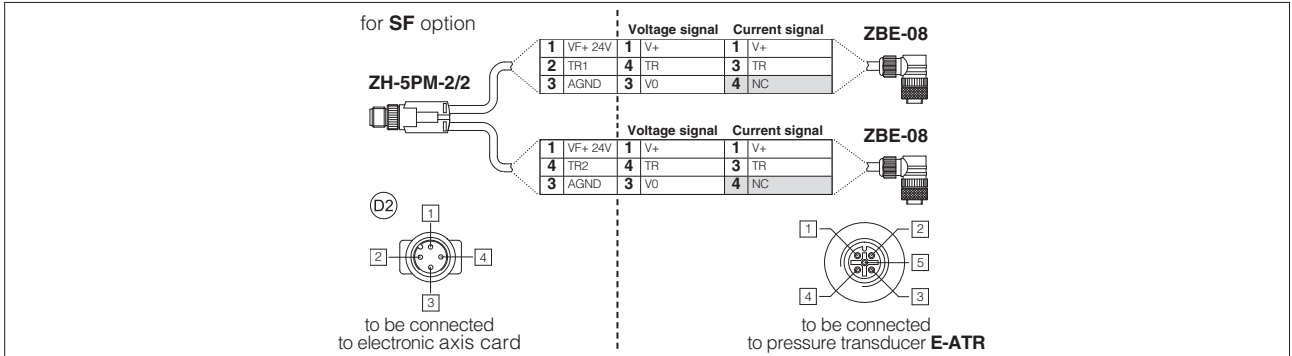 for SF option
Voltage signal Current signal
ZBE-08
1 VF+ 24V 1 V+ 1 V+
2 TR1 4 TR 3 TR
3 AGND 3 V0 4 NC
ZH-5PM-2/2
Voltage signal Current signal
ZBE-08
1 VF+ 24V 1 V+ 1 V+
4 TR2 4 TR 3 TR
3 AGND 3 V0 4 NC
D2
1
2 4
3
1 2
5
4 3
to be connected
to electronic axis card
to be connected
to pressure transducer E-ATR